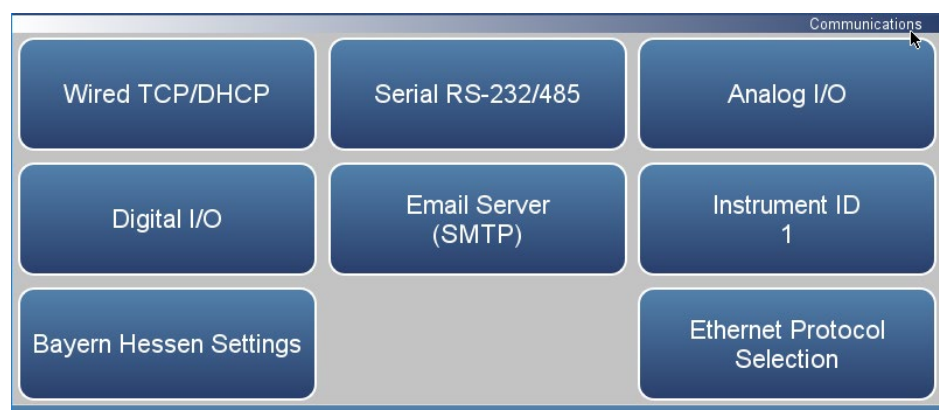 Communications
Wired TCP/DHCP
Serial RS-232/485
Analog I/O
Digital I/O
Email Server
(SMTP)
Instrument ID
1
Bayern Hessen Settings
Ethernet Protocol
Selection